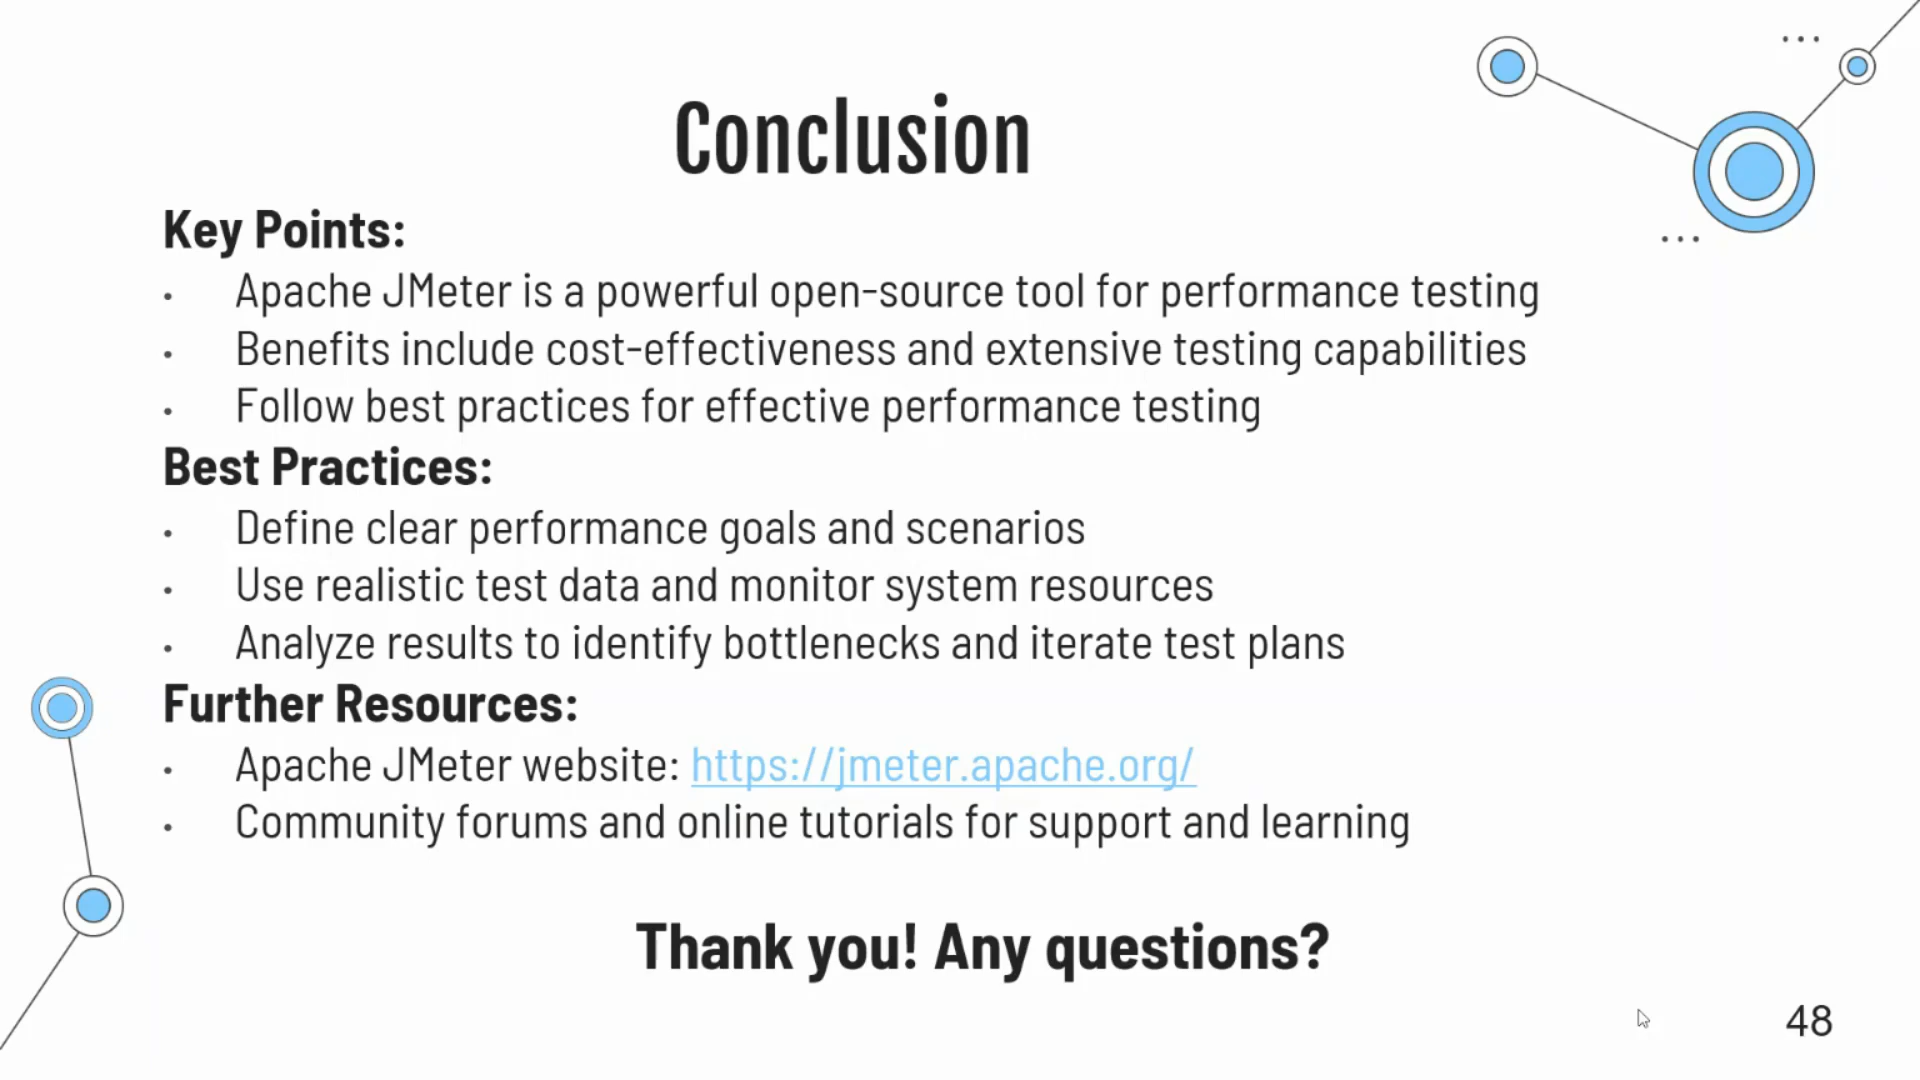 Conclusion
Key Points:
• Apache JMeter is a powerful open-source tool for performance testing
• Benefits include cost-effectiveness and extensive testing capabilities
• Follow best practices for effective performance testing
Best Practices:
• Define clear performance goals and scenarios
• Use realistic test data and monitor system resources
• Analyze results to identify bottlenecks and iterate test plans
Further Resources:
• Apache JMeter website: https://jmeter.apache.org/
• Community forums and online tutorials for support and learning
Thank you! Any questions?
48